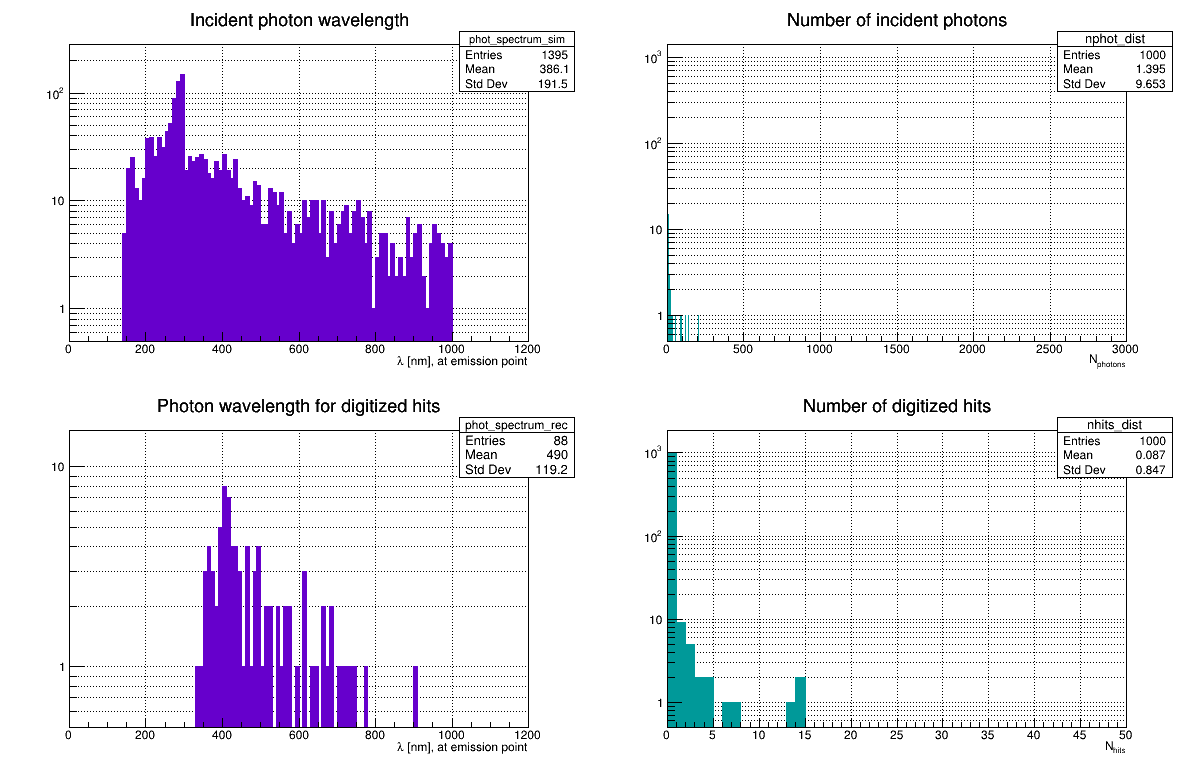 Incident photon wavelength
phot_spectrum_sim
Entries 1395
Mean 386.1
Std Dev 191.5
10²
10
1
0 200 400 600 800 1000 1200
λ [nm], at emission point
Number of incident photons
nphot_dist
Entries 1000
Mean 1.395
Std Dev 9.653
10³
10²
10
1
0 500 1000 1500 2000 2500 3000
N_photons
Photon wavelength for digitized hits
phot_spectrum_rec
Entries 88
Mean 490
Std Dev 119.2
10
1
0 200 400 600 800 1000 1200
λ [nm], at emission point
Number of digitized hits
nhits_dist
Entries 1000
Mean 0.087
Std Dev 0.847
10³
10²
10
1
0 5 10 15 20 25 30 35 40 45 50
N_hits